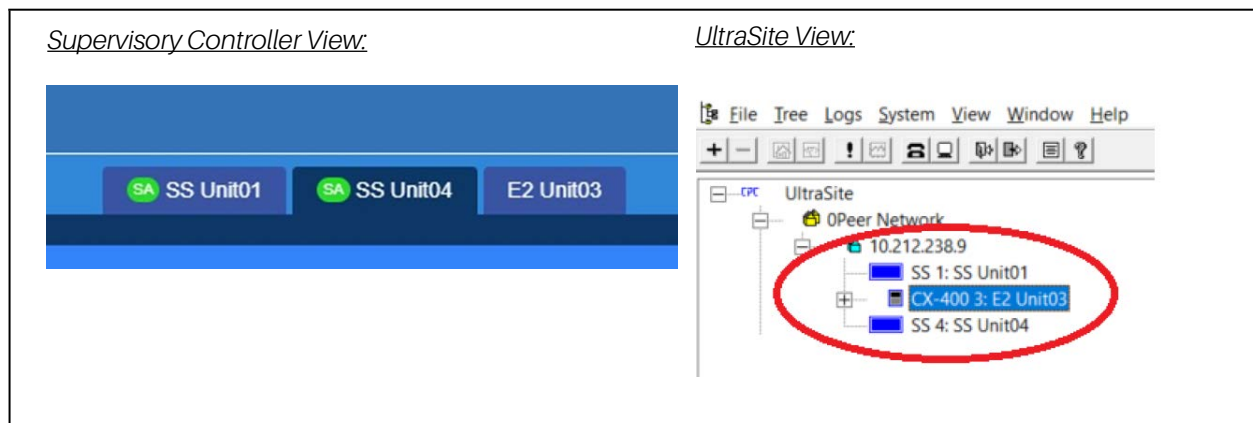 Supervisory Controller View:
SA SS Unit01
SA SS Unit04
E2 Unit03
UltraSite View:
File Tree Logs System View Window Help
CPC UltraSite
0Peer Network
10.212.238.9
SS 1: SS Unit01
CX-400 3: E2 Unit03
SS 4: SS Unit04